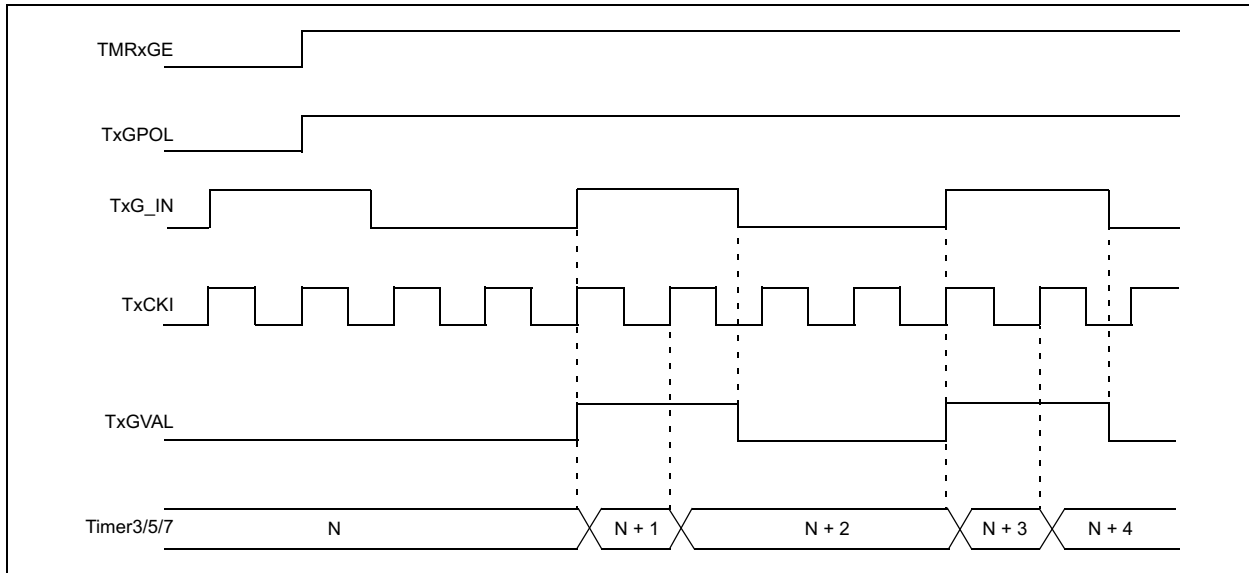 TMRxGE
TxGPOL
TxG_IN
TxCKI
TxGVAL
Timer3/5/7 N N + 1 N + 2 N + 3 N + 4